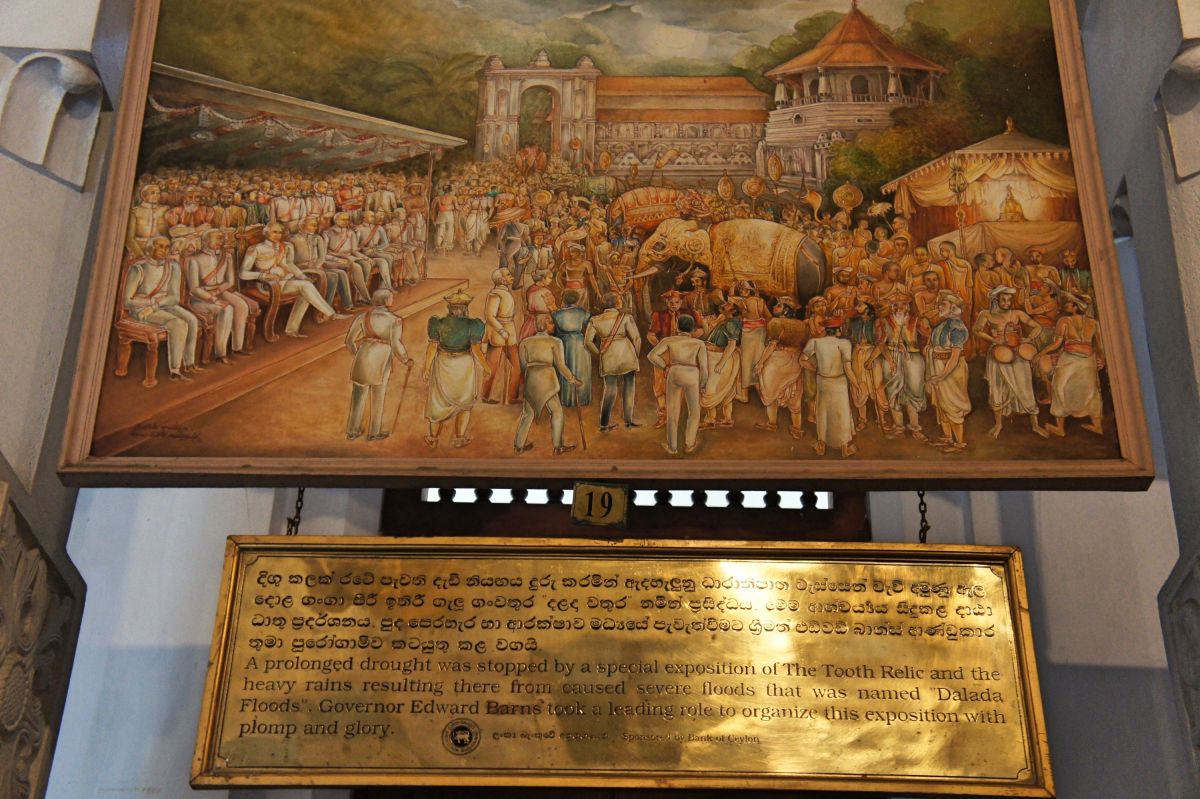 19
දිගු කලක් රටේ පැවති දැඩි නියඟය දුරු කරමින් ඇදහැලුනු ධාරානිපාත වැස්සෙන් වැව් අමුණු ඇල
දොළ ගංගා පිරී ඉතිරී ගැලූ ගංවතුර "දළදා වතුර" නමින් ප්‍රසිද්ධය. මෙම ආශ්චර්යය සිදුකළ දාඨා
ධාතු ප්‍රදර්ශනය, පුද පෙරහැර හා ආරක්ෂාව මධ්‍යයේ පැවැත්වීමට ශ්‍රීමත් එඩ්වඩ් බාන්ස් ආණ්ඩුකාර
තුමා පුරෝගාමීව කටයුතු කළ වගයි.
A prolonged drought was stopped by a special exposition of The Tooth Relic and the
heavy rains resulting there from caused severe floods that was named "Dalada
Floods". Governor Edward Barns took a leading role to organize this exposition with
plomp and glory.
ලංකා බැංකුවේ අනුග්‍රහයෙනි. Sponsored by Bank of Ceylon